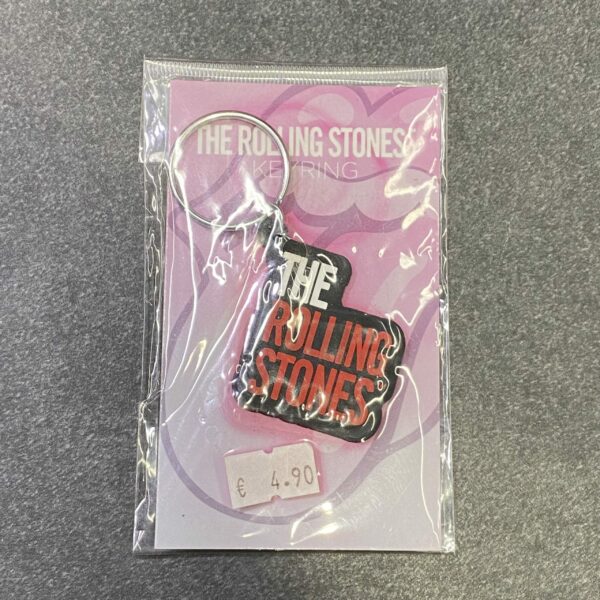 THE ROLLING STONES
KEYRING
THE
ROLLING
STONES
€ 4.90